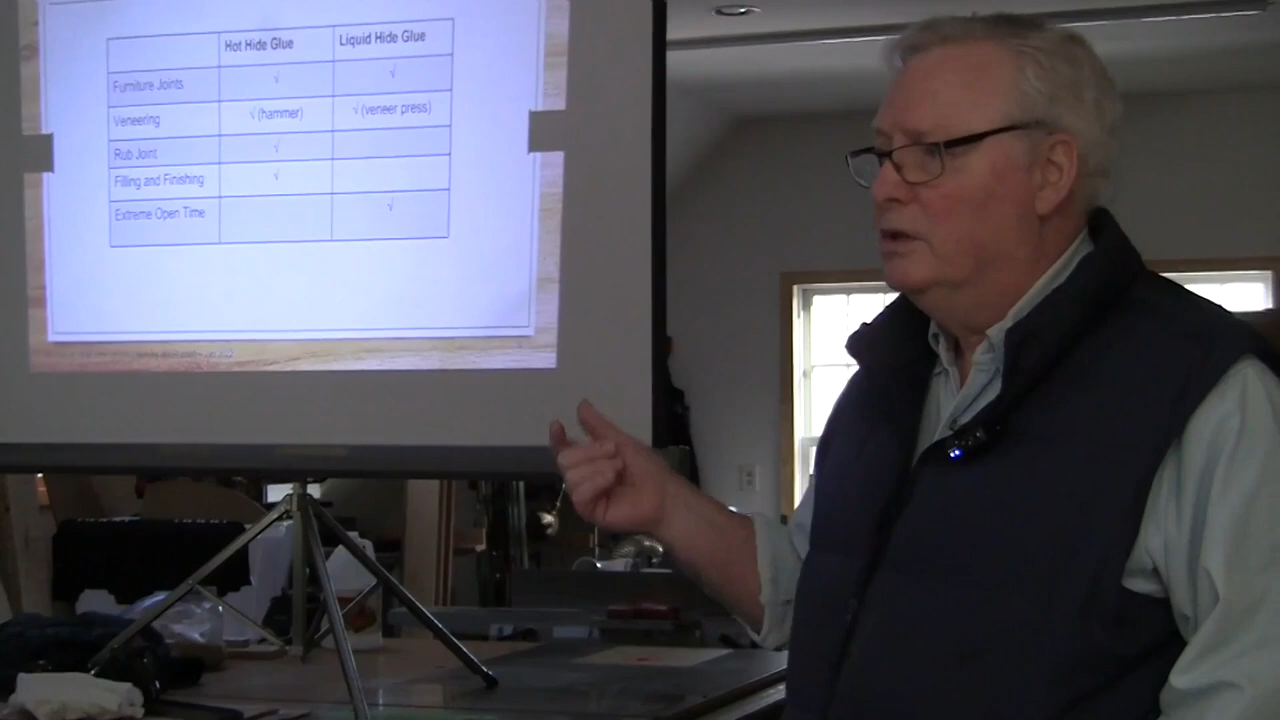 Hot Hide Glue Liquid Hide Glue
Furniture Joints √ √
Veneering √ (hammer) √ (veneer press)
Rub Joint √
Filling and Finishing √
Extreme Open Time √